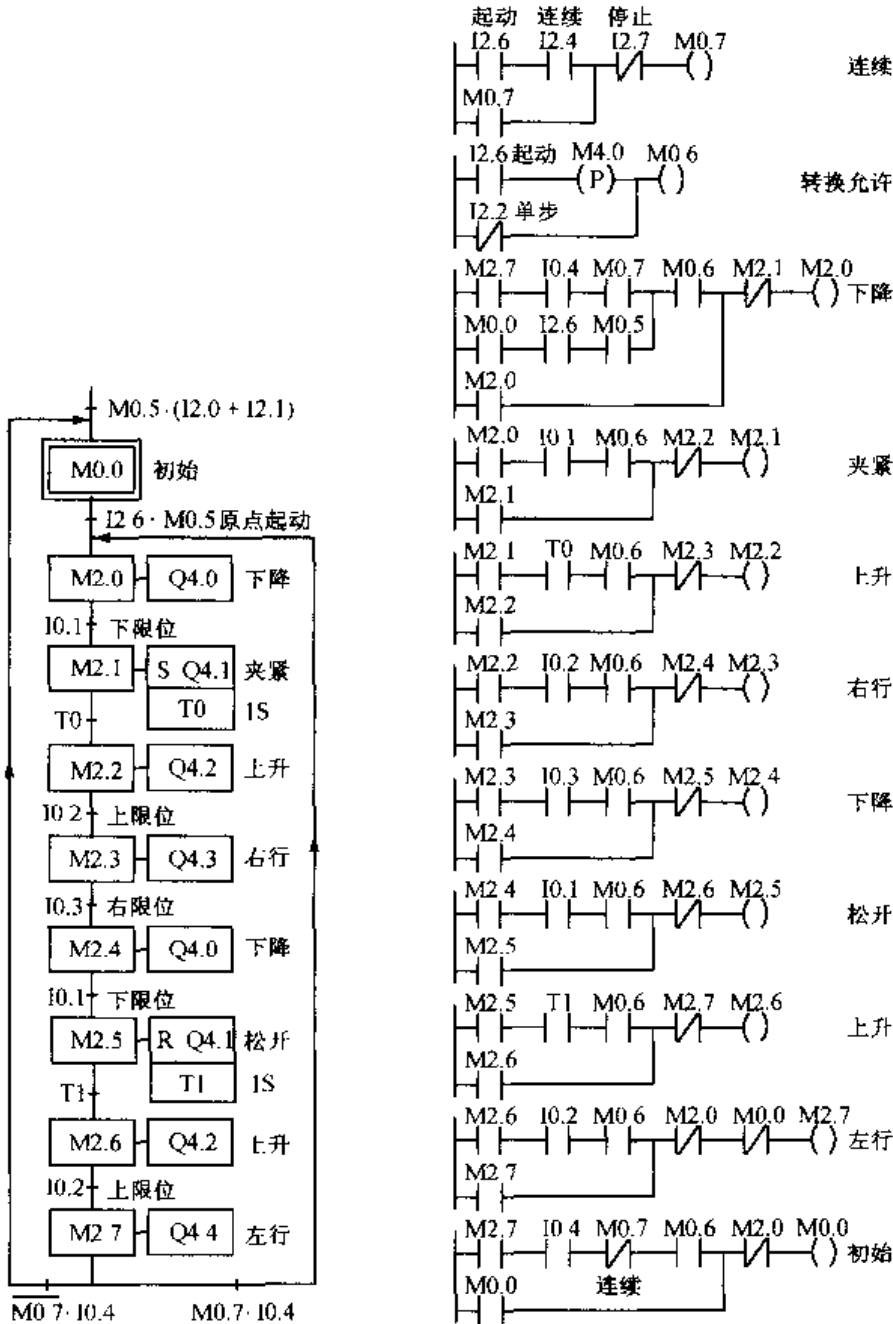 M0.5·(I2.0 + I2.1)
M0.0 初始
I2.6·M0.5原点起动
M2.0 Q4.0 下降
I0.1 下限位
M2.1 S Q4.1 夹紧
T0 1S
T0
M2.2 Q4.2 上升
I0.2 上限位
M2.3 Q4.3 右行
I0.3 右限位
M2.4 Q4.0 下降
I0.1 下限位
M2.5 R Q4.1 松开
T1 1S
T1
M2.6 Q4.2 上升
I0.2 上限位
M2.7 Q4.4 左行
M0.7·I0.4 M0.7·I0.4
起动 连续 停止
I2.6 I2.4 I2.7 M0.7
连续
M0.7
I2.6起动 M4.0 M0.6
(P) 转换允许
I2.2 单步
M2.7 I0.4 M0.7 M0.6 M2.1 M2.0
下降
M0.0 I2.6 M0.5
M2.0
M2.0 I0.1 M0.6 M2.2 M2.1
夹紧
M2.1
M2.1 T0 M0.6 M2.3 M2.2
上升
M2.2
M2.2 I0.2 M0.6 M2.4 M2.3
右行
M2.3
M2.3 I0.3 M0.6 M2.5 M2.4
下降
M2.4
M2.4 I0.1 M0.6 M2.6 M2.5
松开
M2.5
M2.5 T1 M0.6 M2.7 M2.6
上升
M2.6
M2.6 I0.2 M0.6 M2.0 M0.0 M2.7
左行
M2.7
M2.7 I0.4 M0.7 M0.6 M2.0 M0.0
初始
M0.0 连续